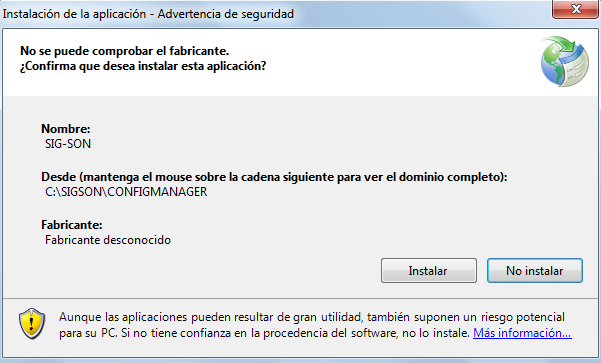 Instalación de la aplicación - Advertencia de seguridad
No se puede comprobar el fabricante.
¿Confirma que desea instalar esta aplicación?
Nombre:
SIG-SON
Desde (mantenga el mouse sobre la cadena siguiente para ver el dominio completo):
C:\SIGSON\CONFIGMANAGER
Fabricante:
Fabricante desconocido
Instalar
No instalar
Aunque las aplicaciones pueden resultar de gran utilidad, también suponen un riesgo potencial
para su PC. Si no tiene confianza en la procedencia del software, no lo instale. Más información...